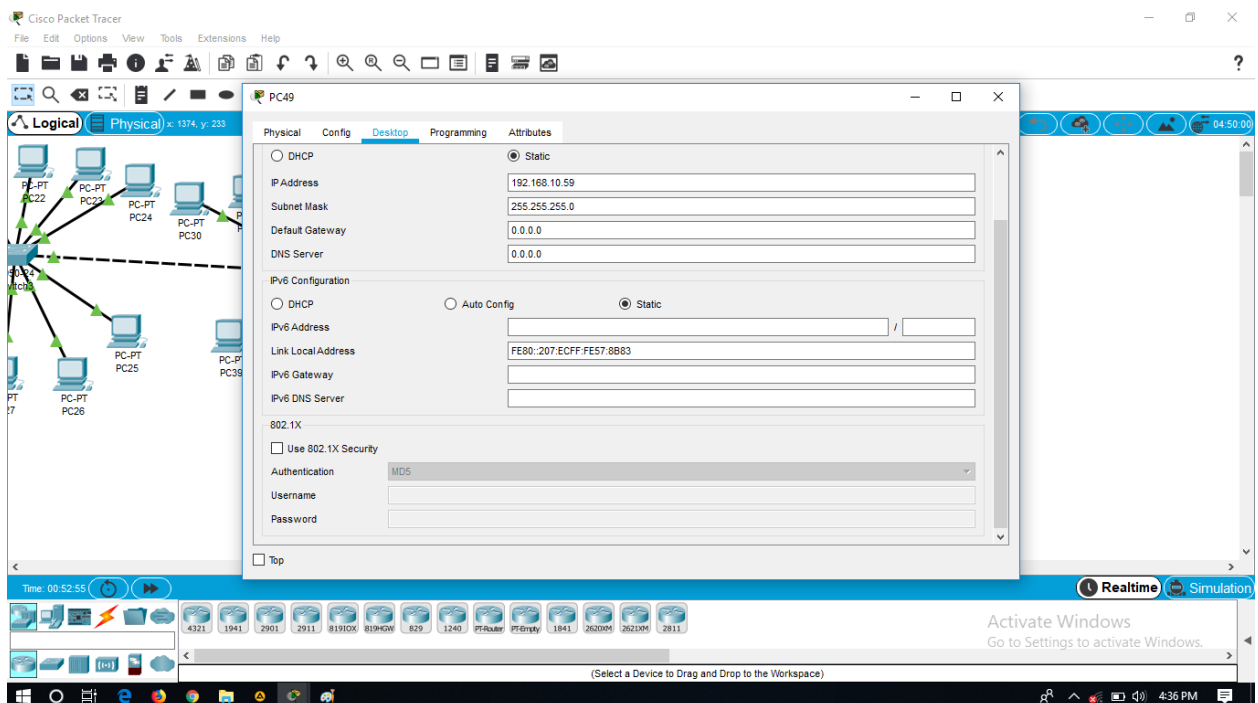 Cisco Packet Tracer
File Edit Options View Tools Extensions Help
?
Logical Physical x: 1374, y: 233
04:50:00
PC49
Physical Config Desktop Programming Attributes
DHCP Static
IP Address 192.168.10.59
Subnet Mask 255.255.255.0
Default Gateway 0.0.0.0
DNS Server 0.0.0.0
IPv6 Configuration
DHCP Auto Config Static
IPv6 Address /
Link Local Address FE80::207:ECFF:FE57:8B83
IPv6 Gateway
IPv6 DNS Server
802.1X
Use 802.1X Security
Authentication MD5
Username
Password
Top
PC-PT
PC22
PC-PT
PC23
PC-PT
PC24
PC-PT
PC30
50-24
PC-PT
PC25
PC39
PC-PT
PC26
PT
27
Time: 00:52:55
Realtime Simulation
4321 1941 2901 2911 819IOX 819HGW 829 1240 PT-Router PT-Empty 1841 2620XM 2621XM 2811
Activate Windows
Go to Settings to activate Windows.
(Select a Device to Drag and Drop to the Workspace)
4:36 PM